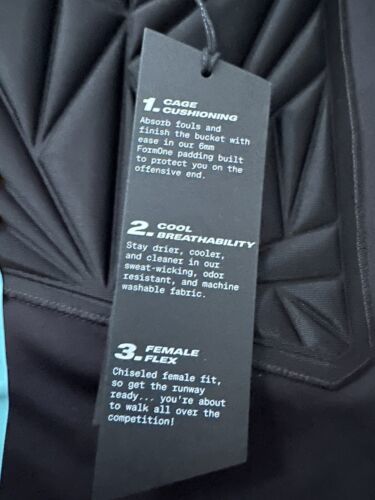 1. CAGE
CUSHIONING
Absorb fouls and
finish the bucket with
ease in our 6mm
FormOne padding built
to protect you on the
offensive end.
2. COOL
BREATHABILITY
Stay drier, cooler,
and cleaner in our
sweat-wicking, odor
resistant, and machine
washable fabric.
3. FEMALE
FLEX
Chiseled female fit,
so get the runway
ready... you're about
to walk all over the
competition!